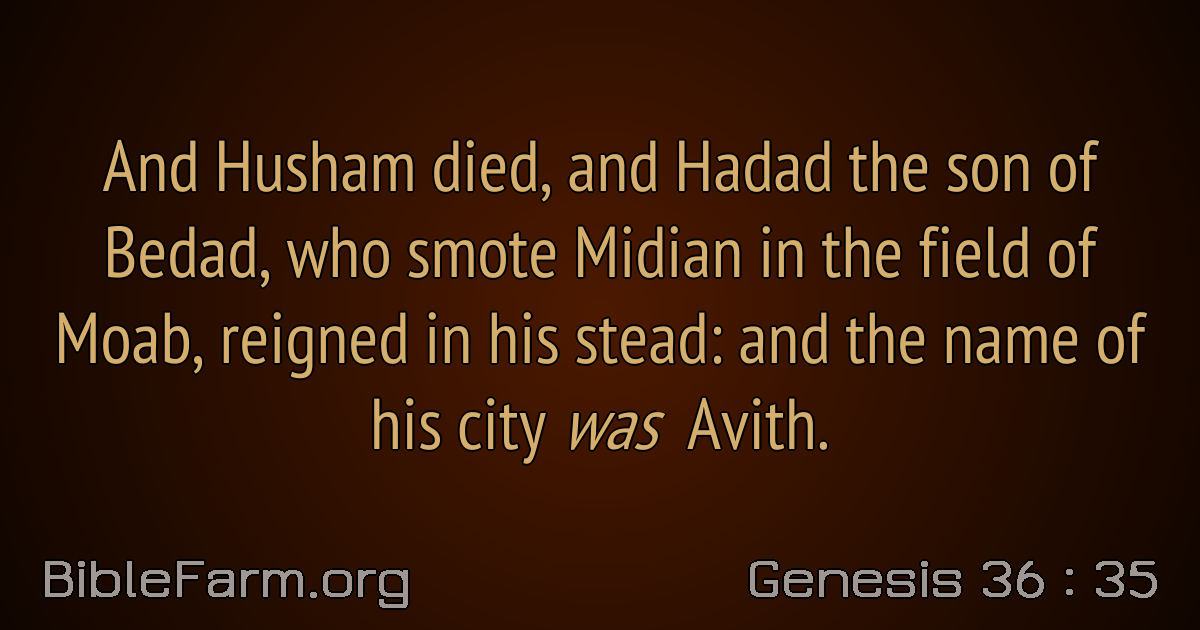 And Husham died, and Hadad the son of
Bedad, who smote Midian in the field of
Moab, reigned in his stead: and the name of
his city was Avith.
BibleFarm.org
Genesis 36 : 35